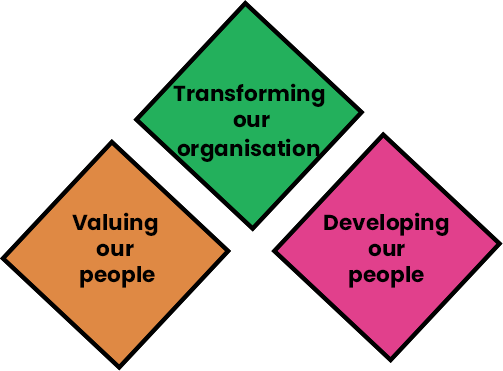 Transforming
our
organisation
Valuing
our
people
Developing
our
people